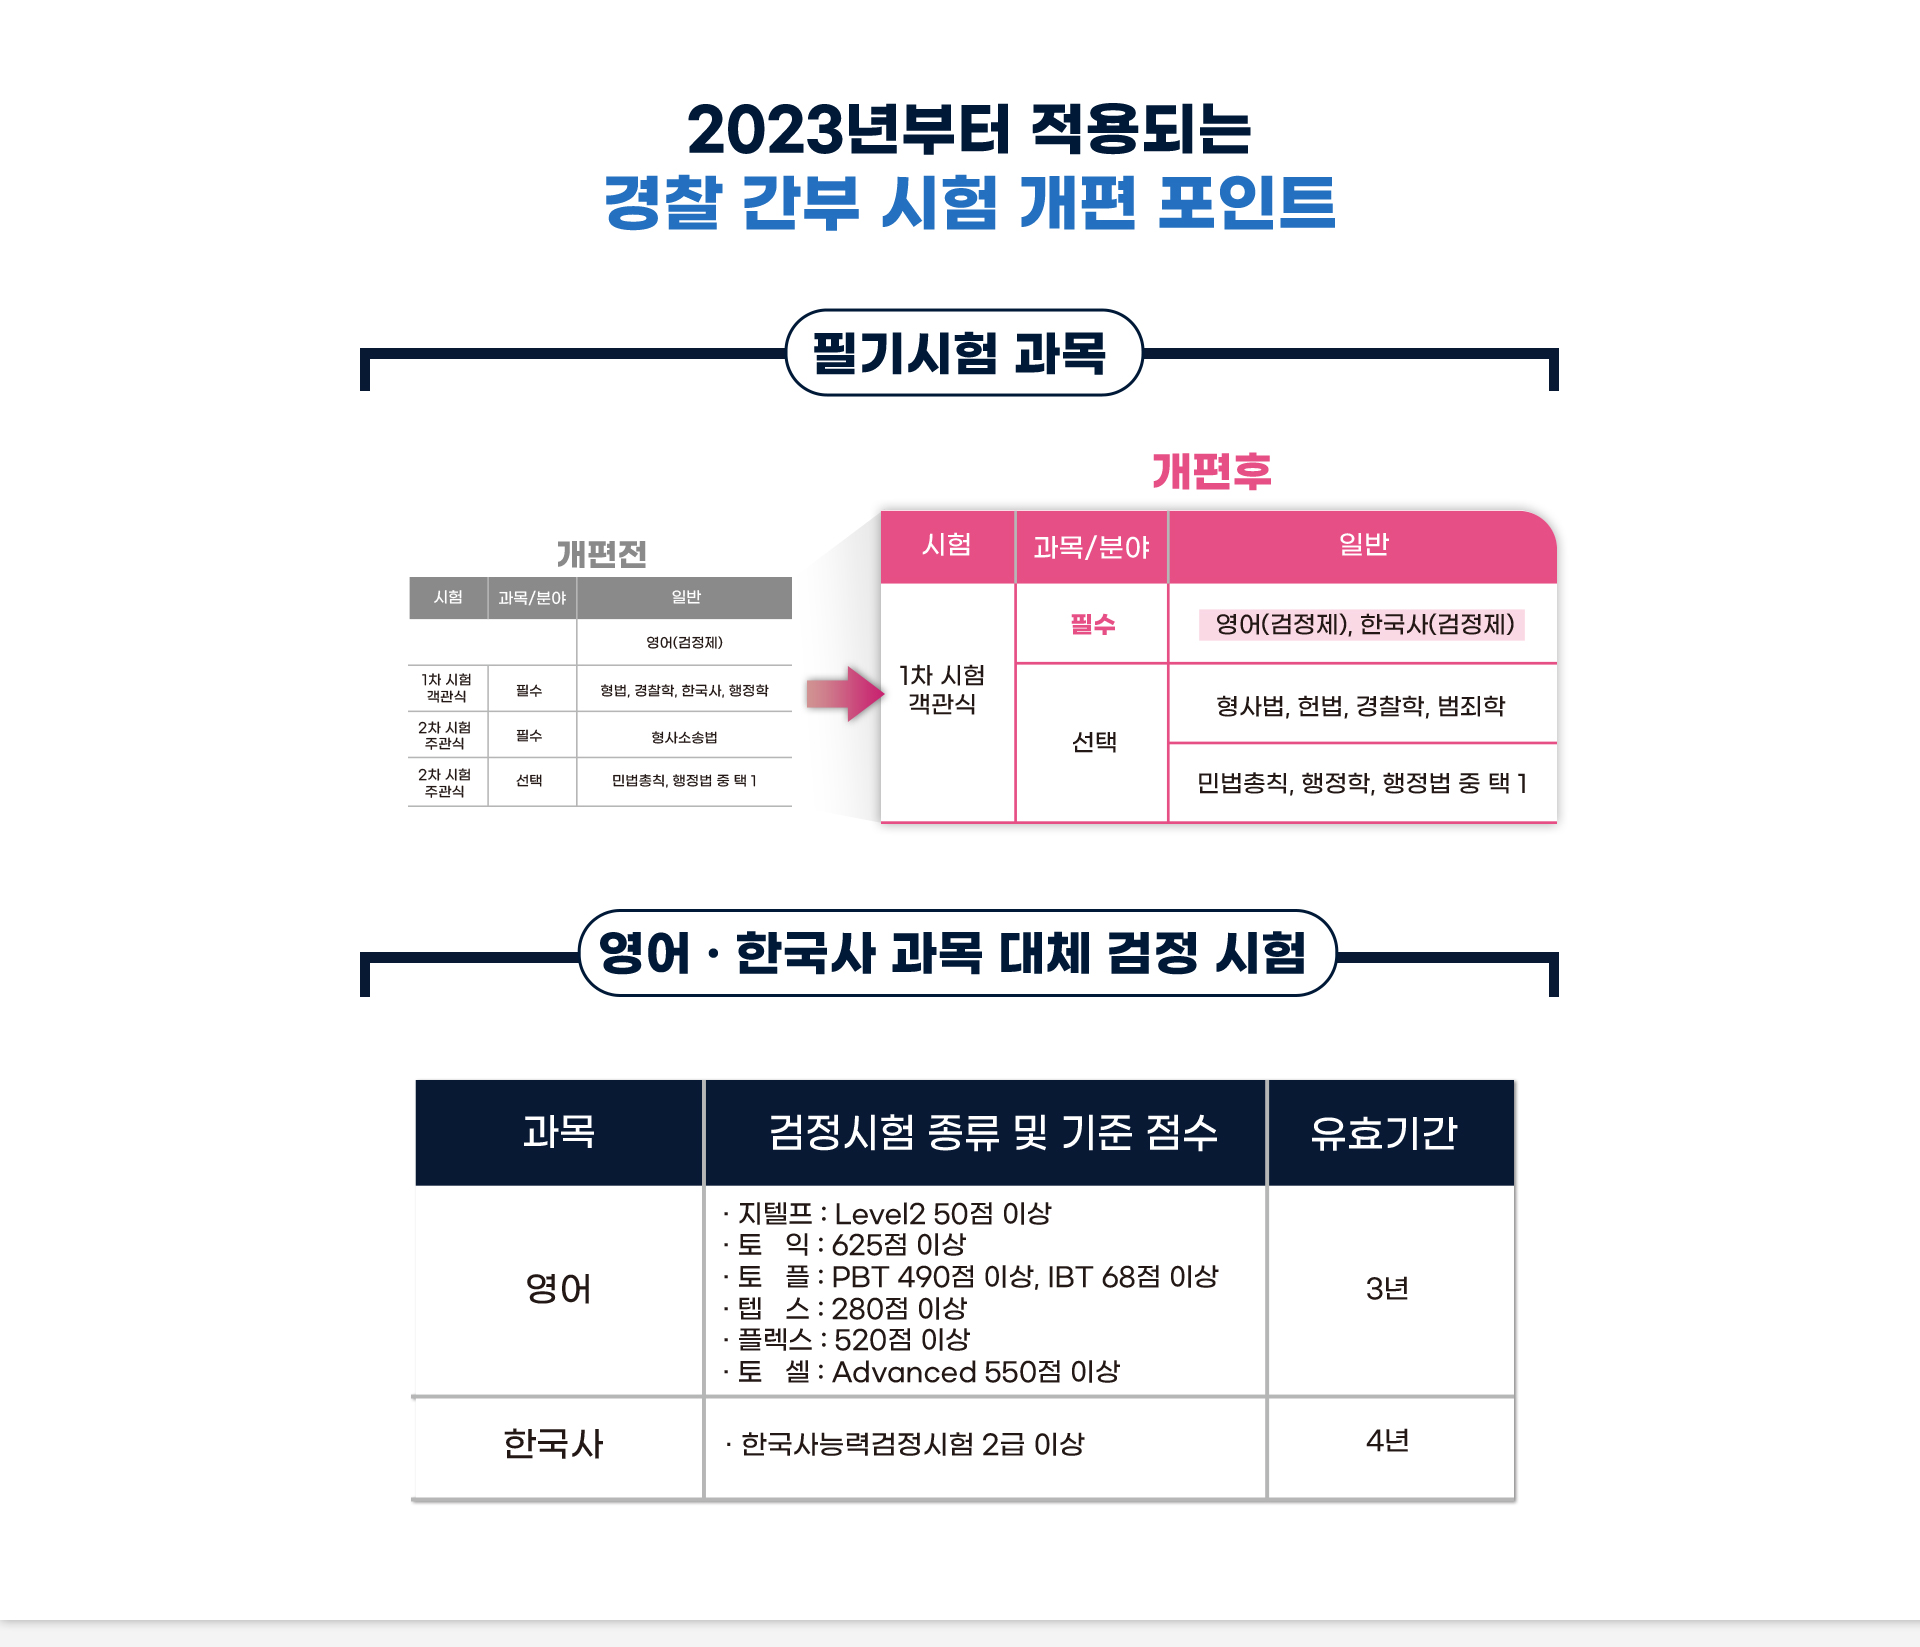 2023년부터 적용되는
경찰 간부 시험 개편 포인트
필기시험 과목
개편전
시험 과목/분야 일반
영어(검정제)
1차 시험
객관식
필수
형법, 경찰학, 한국사, 행정학
2차 시험
주관식
필수
형사소송법
2차 시험
주관식
선택
민법총칙, 행정법 중 택 1
개편후
시험 과목/분야 일반
1차 시험
객관식
필수
영어(검정제), 한국사(검정제)
선택
형사법, 헌법, 경찰학, 범죄학
민법총칙, 행정학, 행정법 중 택 1
영어 · 한국사 과목 대체 검정 시험
과목 검정시험 종류 및 기준 점수 유효기간
영어
· 지텔프 : Level2 50점 이상
· 토 익 : 625점 이상
· 토 플 : PBT 490점 이상, IBT 68점 이상
· 텝 스 : 280점 이상
· 플렉스 : 520점 이상
· 토 셀 : Advanced 550점 이상
3년
한국사
· 한국사능력검정시험 2급 이상
4년